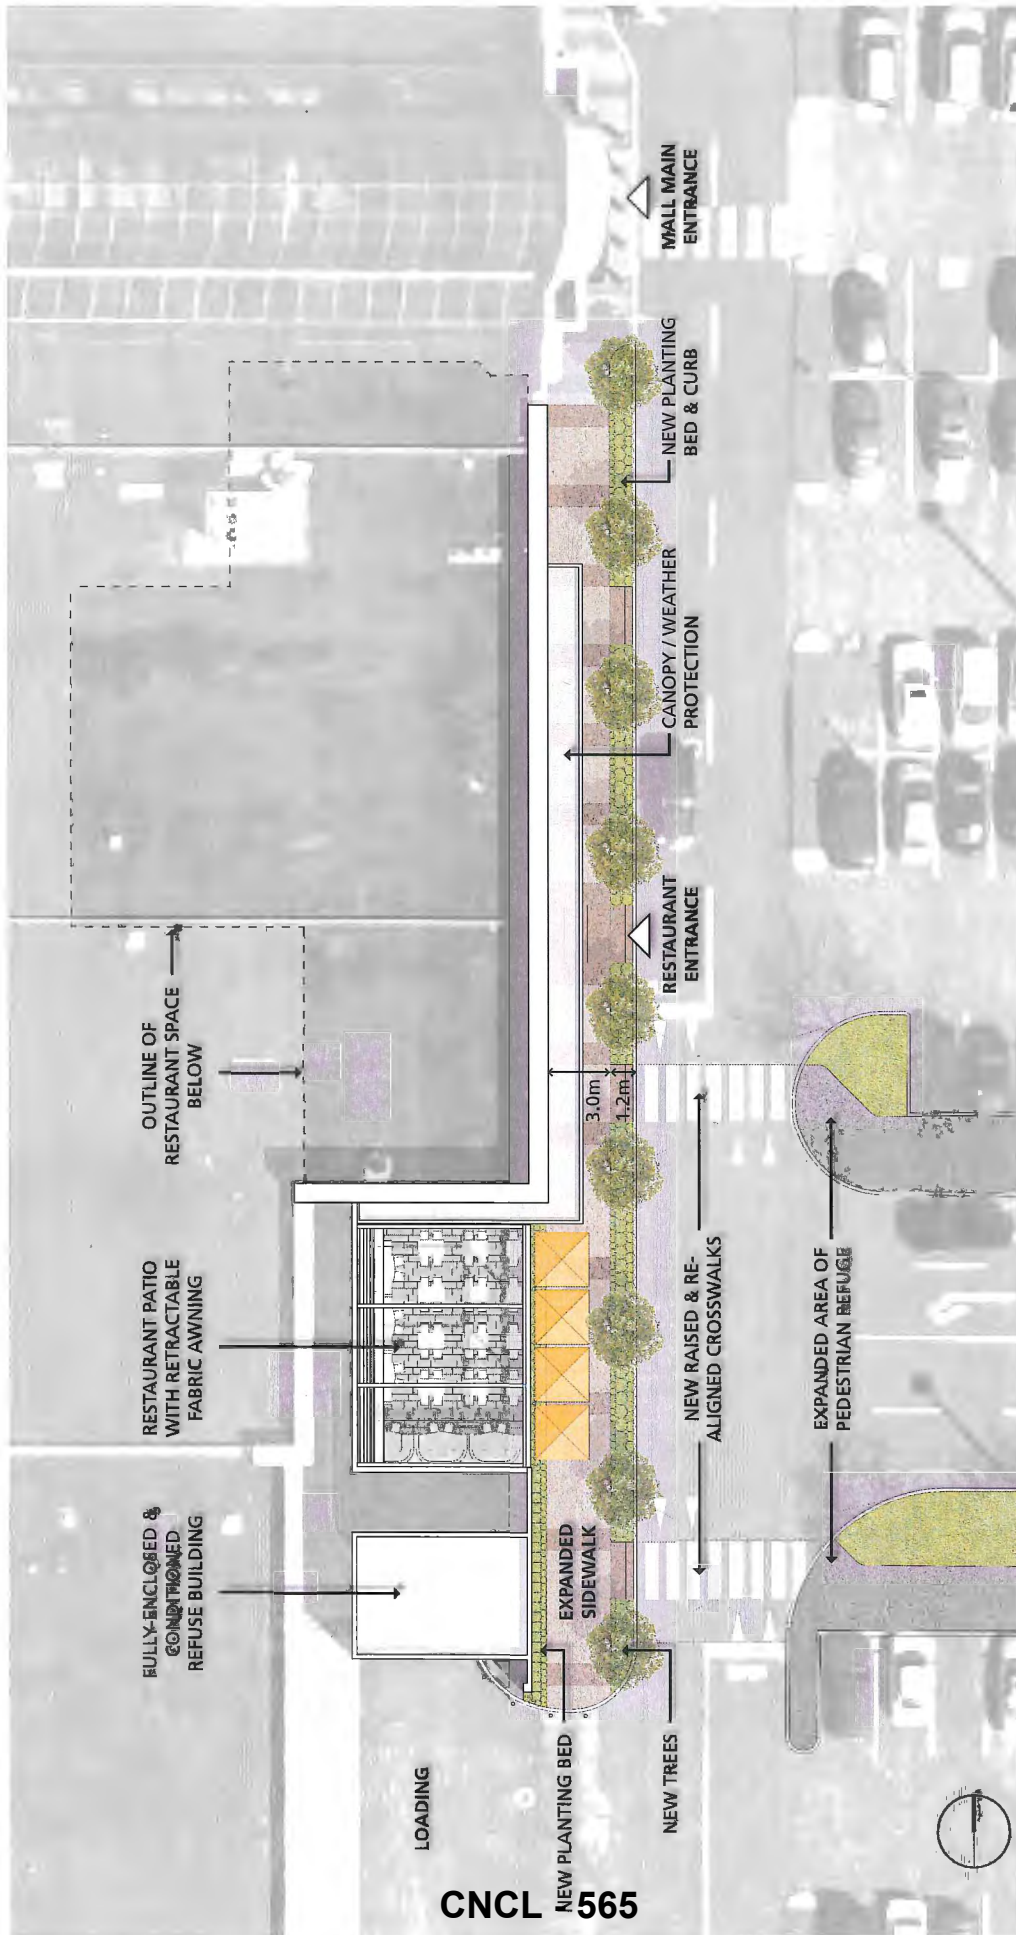 FULLY-ENCLOSED &
CONDITIONED
REFUSE BUILDING
RESTAURANT PATIO
WITH RETRACTABLE
FABRIC AWNING
OUTLINE OF
RESTAURANT SPACE
BELOW
LOADING
NEW PLANTING BED
EXPANDED
SIDEWALK
NEW TREES
3.0m
1.2m
NEW RAISED & RE-
ALIGNED CROSSWALKS
EXPANDED AREA OF
PEDESTRIAN REFUGE
RESTAURANT
ENTRANCE
CANOPY / WEATHER
PROTECTION
NEW PLANTING
BED & CURB
MALL MAIN
ENTRANCE
CNCL - 565